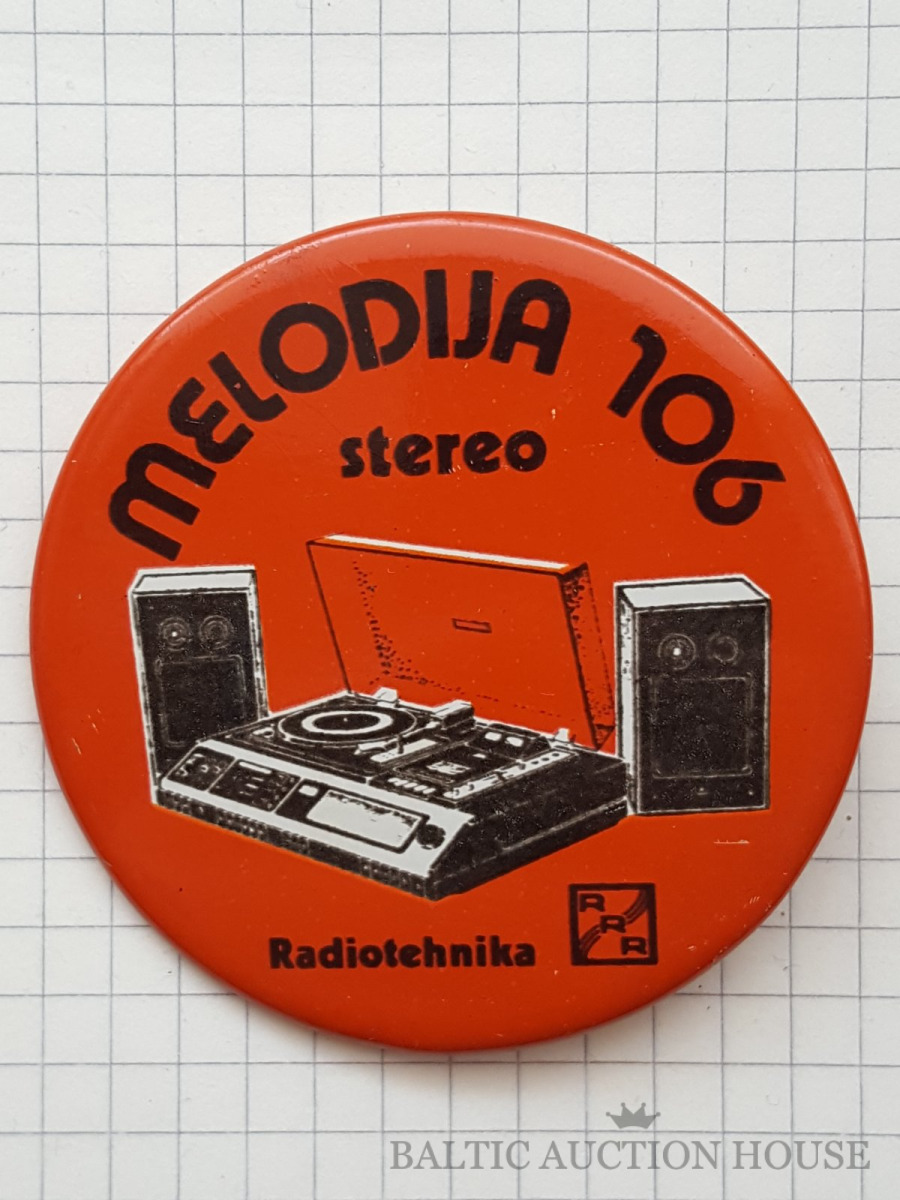 MELODIJA 106
stereo
Radiotehnika
RRR
BALTIC AUCTION HOUSE